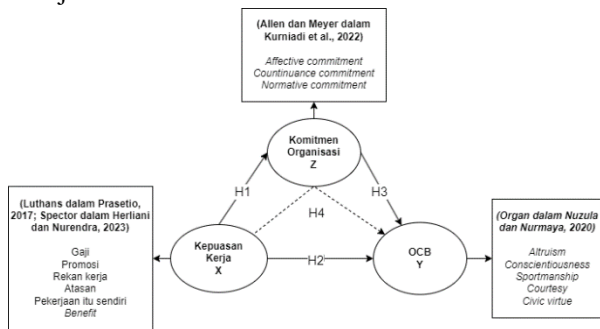 (Allen dan Meyer dalam
Kurniadi et al., 2022)
Affective commitment
Countinuance commitment
Normative commitment
Komitmen
Organisasi
Z
H1
H3
H4
(Luthans dalam Prasetio,
2017; Spector dalam Herliani
dan Nurendra, 2023)
Gaji
Promosi
Rekan kerja
Atasan
Pekerjaan itu sendiri
Benefit
Kepuasan
Kerja
X
H2
OCB
Y
(Organ dalam Nuzula
dan Nurmaya, 2020)
Altruism
Conscientiousness
Sportmanship
Courtesy
Civic virtue